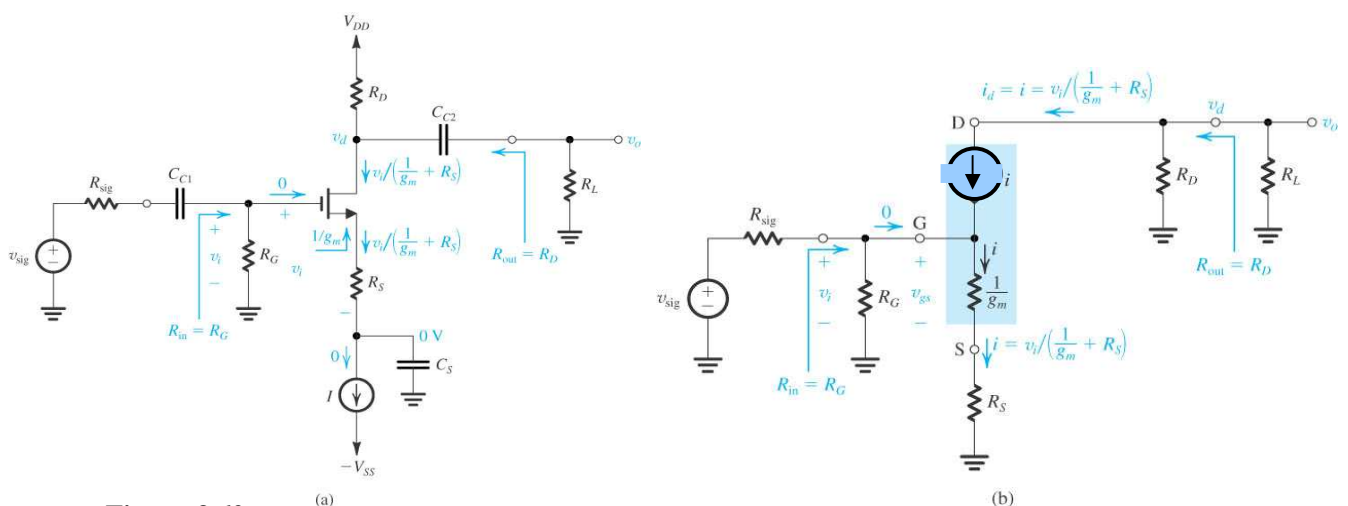 V_DD
R_D
C_C2
v_d
v_o
v_i/(1/g_m + R_S)
R_L
C_C1
R_sig
0
+
1/g_m
v_i/(1/g_m + R_S)
R_out = R_D
v_sig
+
−
+
v_i
−
R_G
v_i
R_S
−
R_in = R_G
0 V
0
C_S
I
−V_SS
(a)
i_d = i = v_i/(1/g_m + R_S)
v_d
D
v_o
i
R_D
R_L
R_sig
0
G
i
R_out = R_D
v_sig
+
−
+
v_i
−
R_G
+
v_gs
−
1/g_m
S
i = v_i/(1/g_m + R_S)
R_in = R_G
R_S
(b)